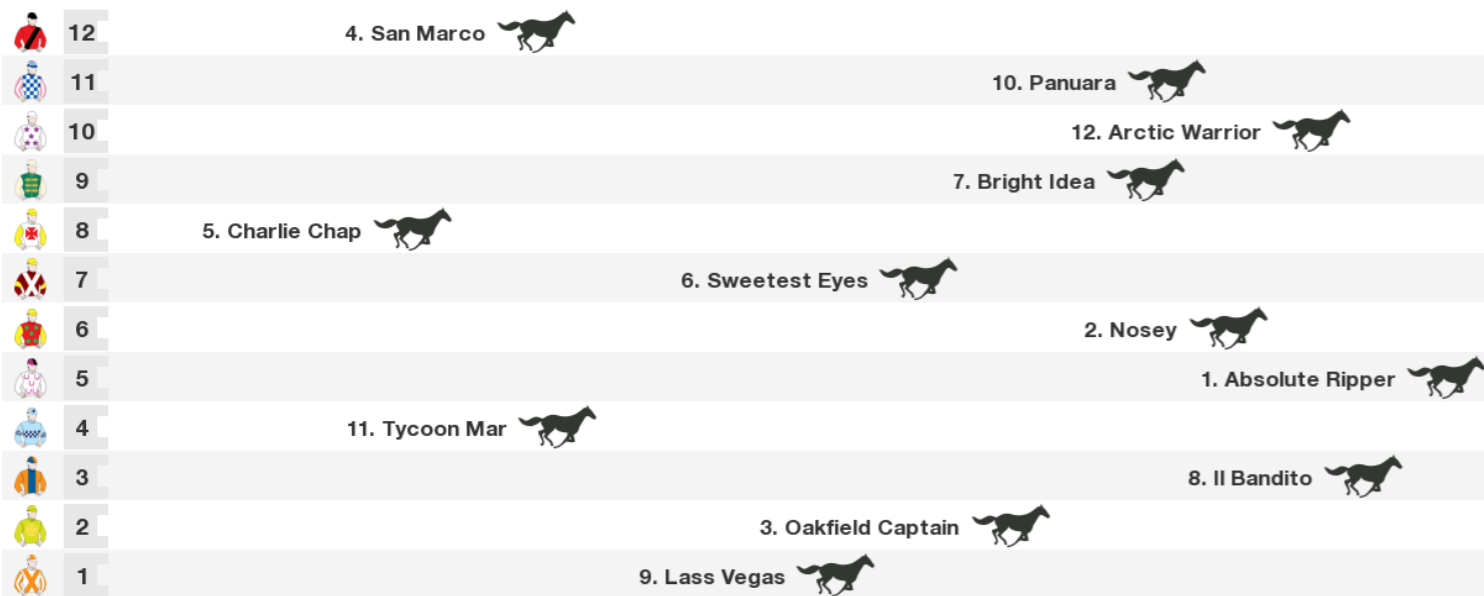 12 4. San Marco
11 10. Panuara
10 12. Arctic Warrior
9 7. Bright Idea
8 5. Charlie Chap
7 6. Sweetest Eyes
6 2. Nosey
5 1. Absolute Ripper
4 11. Tycoon Mar
3 8. Il Bandito
2 3. Oakfield Captain
1 9. Lass Vegas